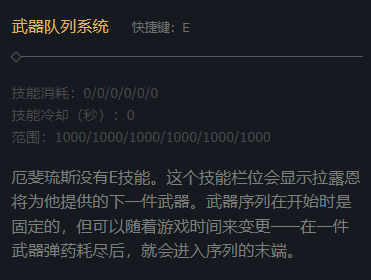 武器队列系统 快捷键：E
技能消耗：0/0/0/0/0/0
技能冷却（秒）：0
范围：1000/1000/1000/1000/1000/1000
厄斐琉斯没有E技能。这个技能栏位会显示拉露恩
将为他提供的下一件武器。武器序列在开始时是
固定的，但可以随着游戏时间来变更——在一件
武器弹药耗尽后，就会进入序列的末端。